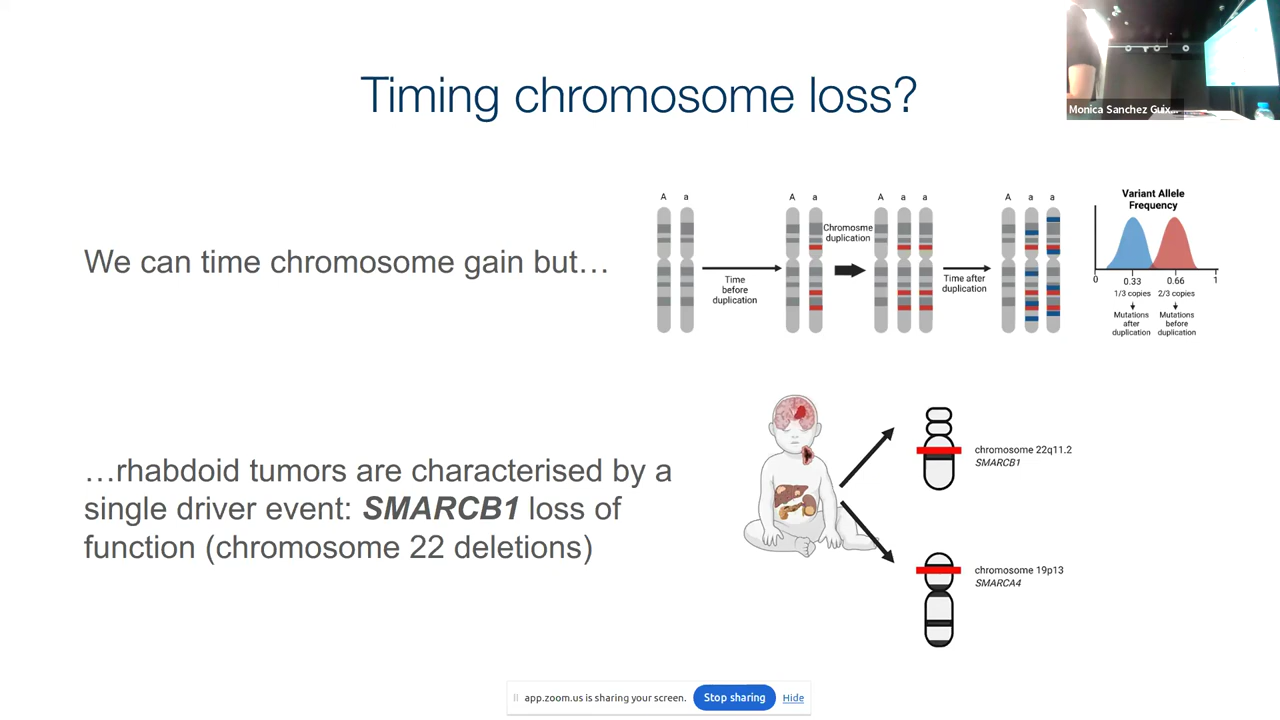 Monica Sanchez Guix...
Timing chromosome loss?
We can time chromosome gain but…
A a
Time
before
duplication
A a
Chromosme
duplication
A a a
Time after
duplication
A a a
Variant Allele
Frequency
0 0.33 0.66 1
1/3 copies 2/3 copies
Mutations
after
duplication
Mutations
before
duplication
…rhabdoid tumors are characterised by a
single driver event: SMARCB1 loss of
function (chromosome 22 deletions)
chromosome 22q11.2
SMARCB1
chromosome 19p13
SMARCA4
app.zoom.us is sharing your screen.
Stop sharing
Hide